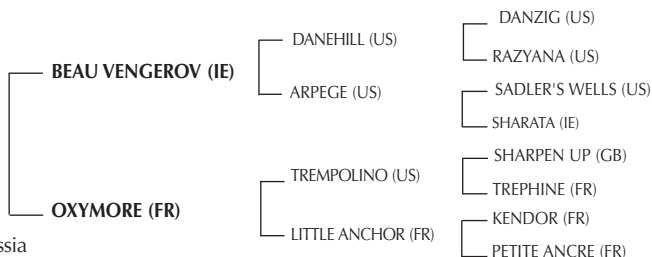 DANZIG (US)
DANEHILL (US)
RAZYANA (US)
BEAU VENGEROV (IE)
SADLER'S WELLS (US)
ARPEGE (US)
SHARATA (IE)
SHARPEN UP (GB)
TREMPOLINO (US)
TREPHINE (FR)
OXYMORE (FR)
KENDOR (FR)
LITTLE ANCHOR (FR)
ssia
PETITE ANCRE (FR)